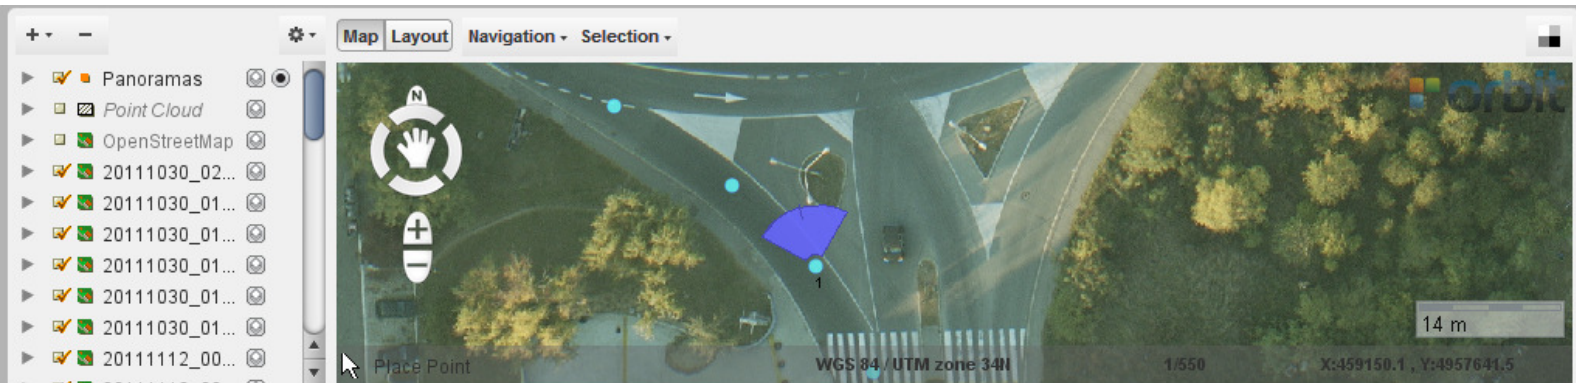 Map Layout Navigation Selection
Panoramas
Point Cloud
OpenStreetMap
20111030_02...
20111030_01...
20111030_01...
20111030_01...
20111030_01...
20111030_01...
20111112_00...
N
orbit
1
14 m
Place Point WGS 84 / UTM zone 34N 1/550 X:459150.1 , Y:4957641.5